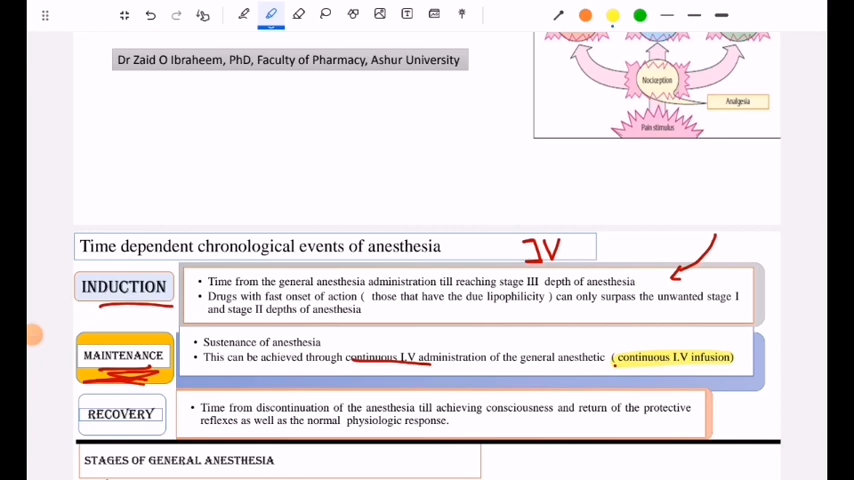 Dr Zaid O Ibraheem, PhD, Faculty of Pharmacy, Ashur University
Nociception
Analgesia
Pain stimulus
Time dependent chronological events of anesthesia
IV
INDUCTION
• Time from the general anesthesia administration till reaching stage III depth of anesthesia
• Drugs with fast onset of action ( those that have the due lipophilicity ) can only surpass the unwanted stage I
and stage II depths of anesthesia
MAINTENANCE
• Sustenance of anesthesia
• This can be achieved through continuous I.V administration of the general anesthetic ( continuous I.V infusion)
RECOVERY
• Time from discontinuation of the anesthesia till achieving consciousness and return of the protective
reflexes as well as the normal physiologic response.
STAGES OF GENERAL ANESTHESIA